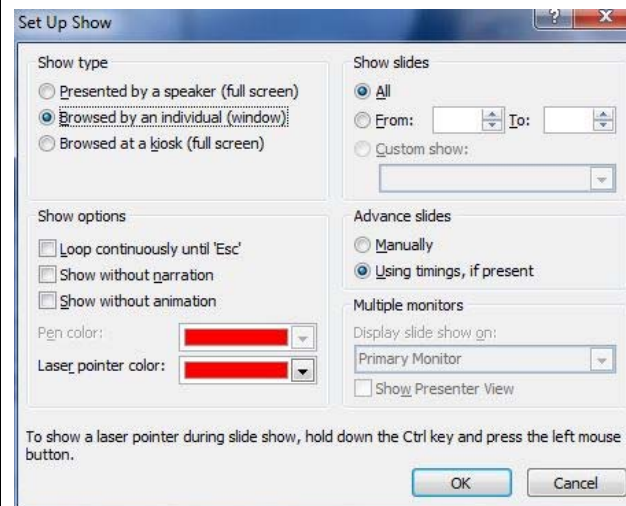 Set Up Show
Show type
Presented by a speaker (full screen)
Browsed by an individual (window)
Browsed at a kiosk (full screen)
Show slides
All
From: To:
Custom show:
Show options
Loop continuously until 'Esc'
Show without narration
Show without animation
Pen color:
Laser pointer color:
Advance slides
Manually
Using timings, if present
Multiple monitors
Display slide show on:
Primary Monitor
Show Presenter View
To show a laser pointer during slide show, hold down the Ctrl key and press the left mouse
button.
OK Cancel